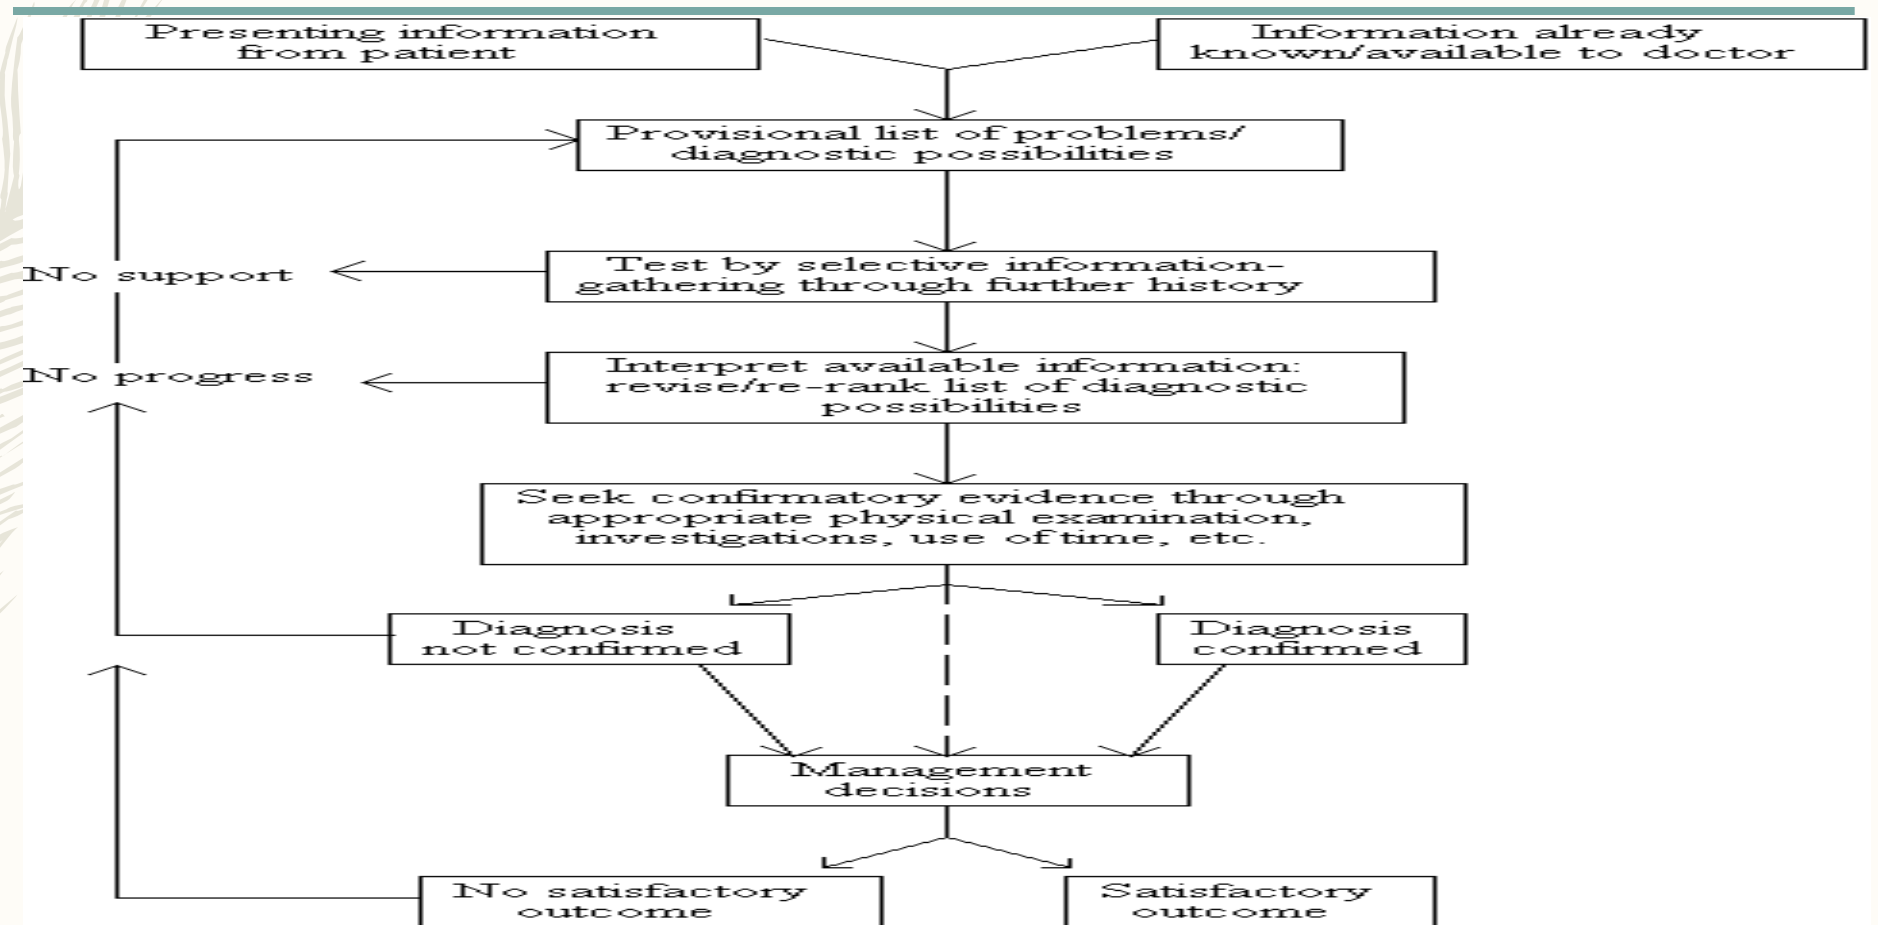 Presenting information
from patient
Information already
known/available to doctor
Provisional list of problems/
diagnostic possibilities
No support
Test by selective information-
gathering through further history
No progress
Interpret available information:
revise/re-rank list of diagnostic
possibilities
Seek confirmatory evidence through
appropriate physical examination,
investigations, use of time, etc.
Diagnosis
not confirmed
Diagnosis
confirmed
Management
decisions
No satisfactory
outcome
Satisfactory
outcome